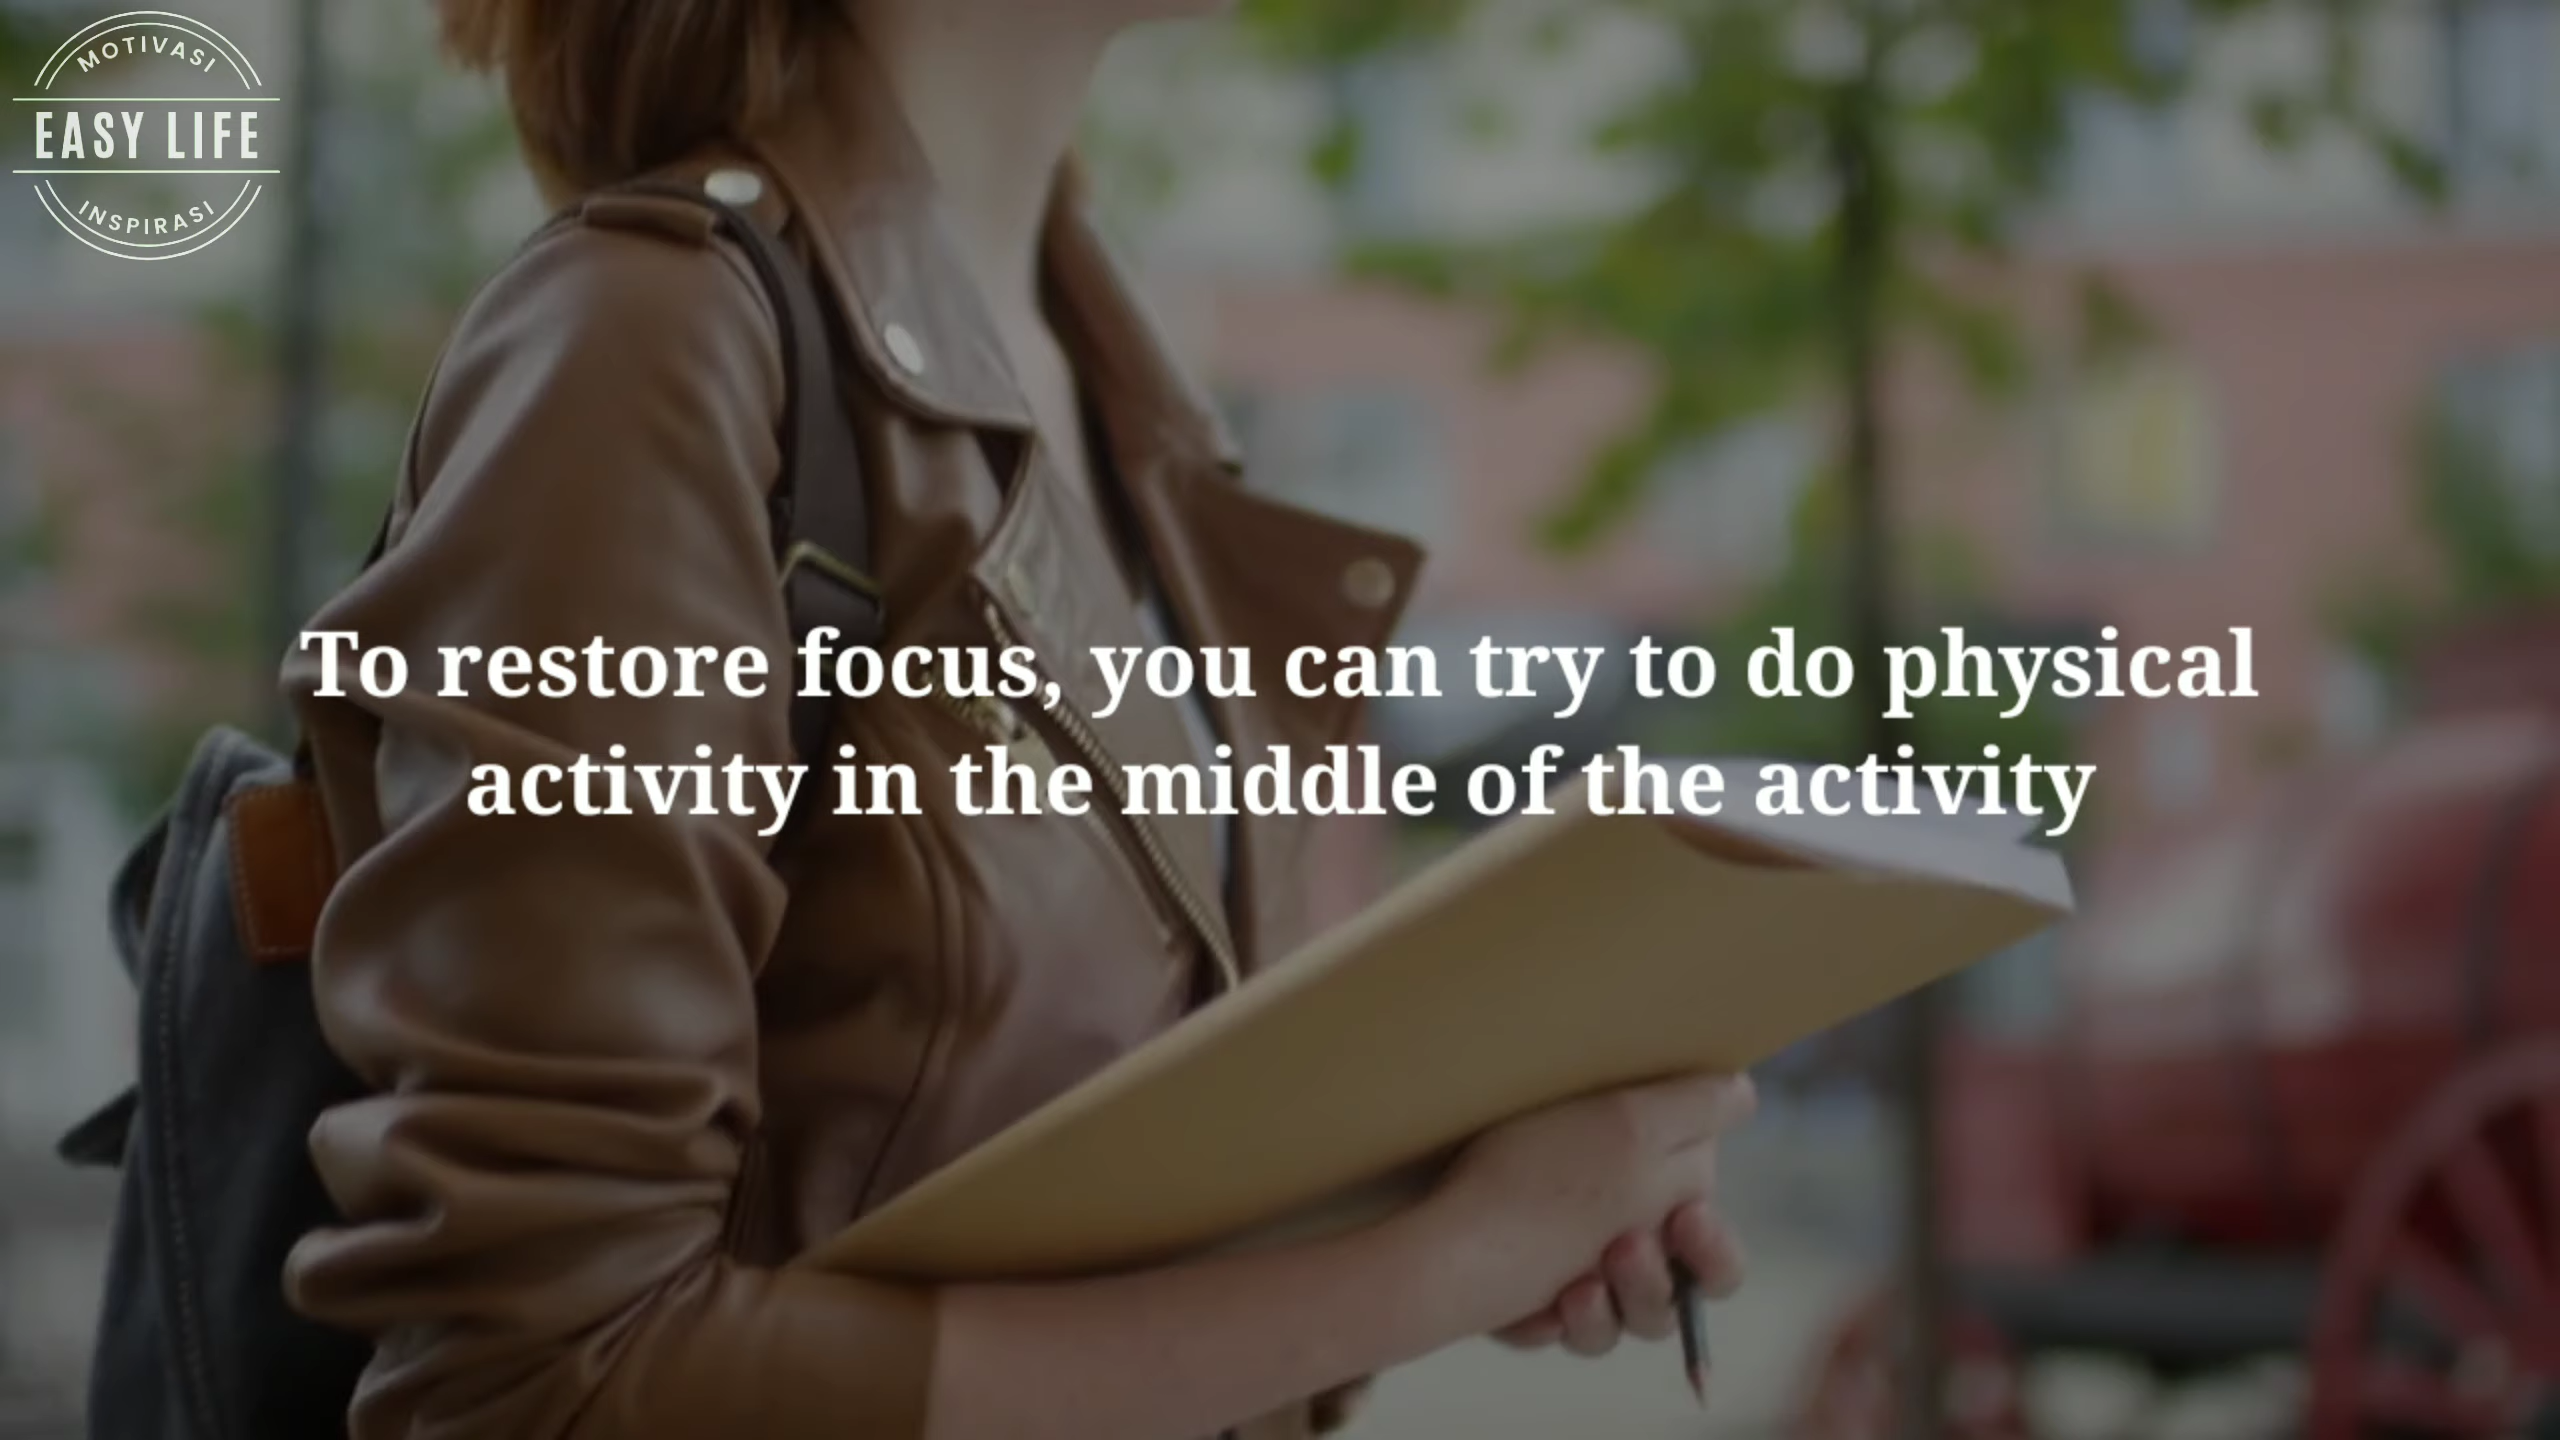 MOTIVASI
EASY LIFE
INSPIRASI
To restore focus, you can try to do physical
activity in the middle of the activity